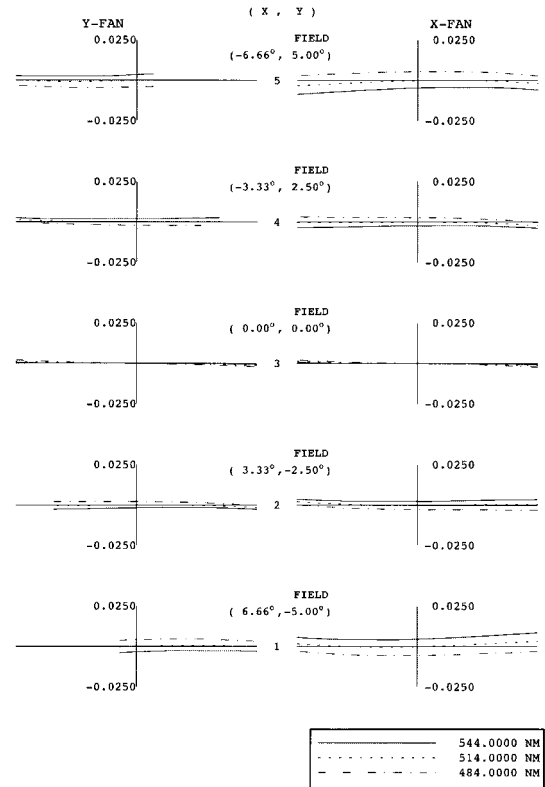 ( X , Y )
Y-FAN X-FAN
0.0250 FIELD 0.0250
(-6.66°, 5.00°)
5
-0.0250 -0.0250
0.0250 FIELD 0.0250
(-3.33°, 2.50°)
4
-0.0250 -0.0250
0.0250 FIELD 0.0250
( 0.00°, 0.00°)
3
-0.0250 -0.0250
0.0250 FIELD 0.0250
( 3.33°,-2.50°)
2
-0.0250 -0.0250
0.0250 FIELD 0.0250
( 6.66°,-5.00°)
1
-0.0250 -0.0250
544.0000 NM
514.0000 NM
484.0000 NM